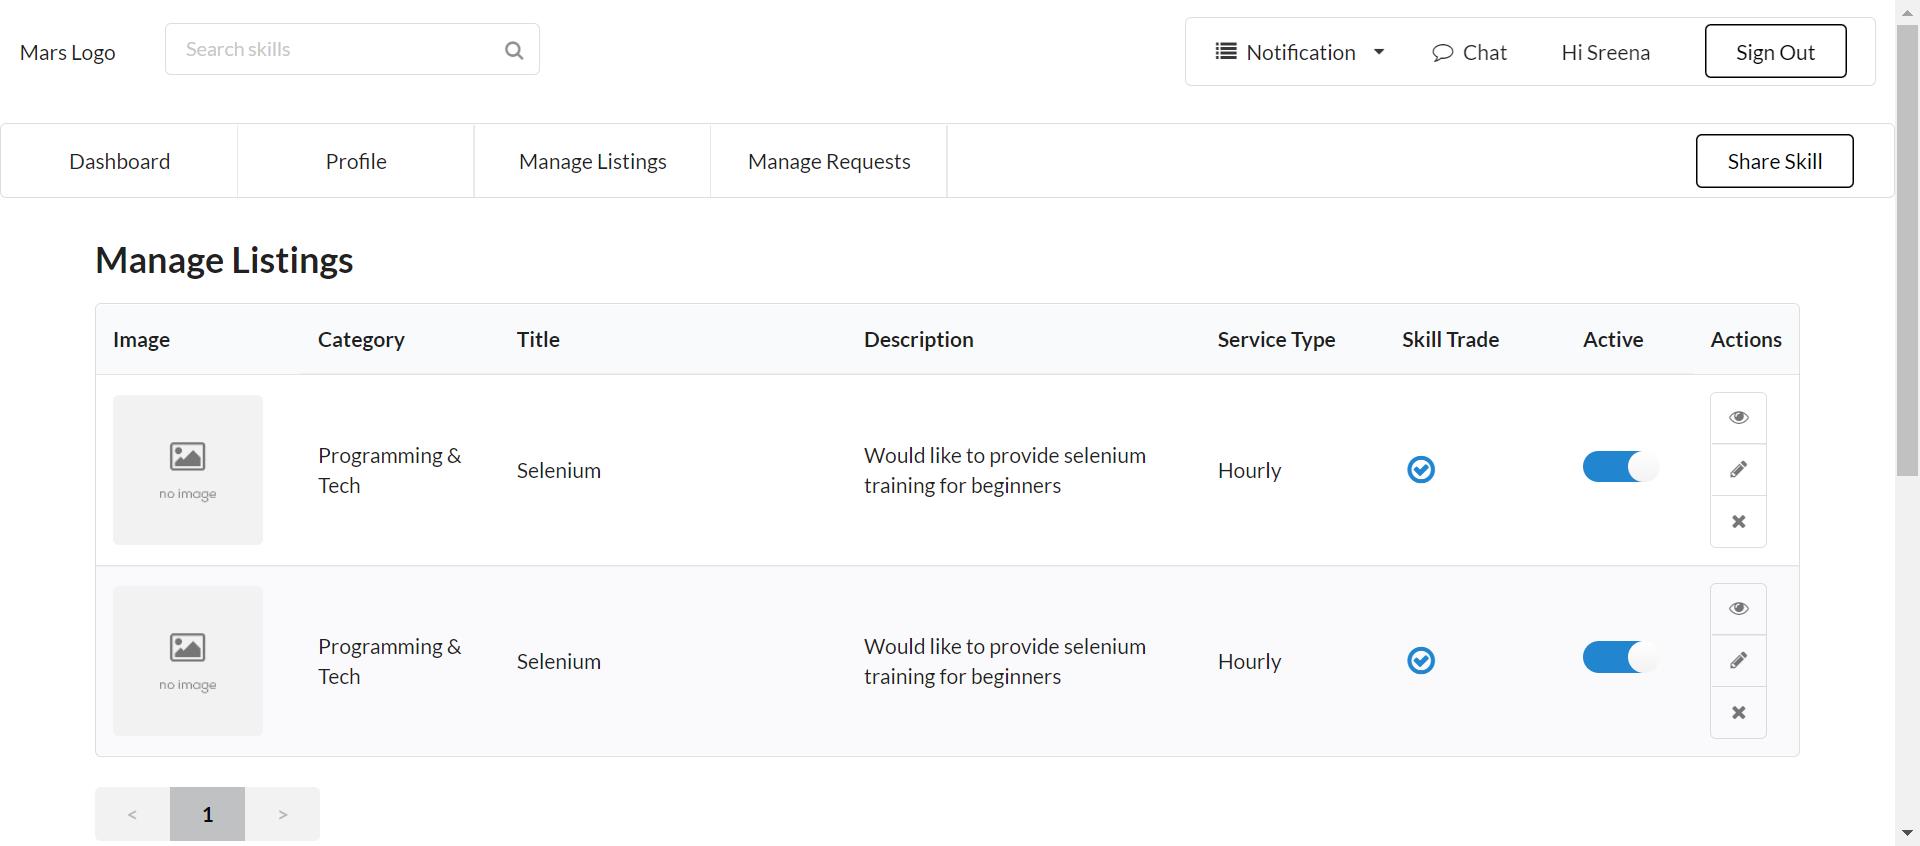 Mars Logo
Search skills
Notification
Chat
Hi Sreena
Sign Out
Dashboard
Profile
Manage Listings
Manage Requests
Share Skill
Manage Listings
Image Category Title Description Service Type Skill Trade Active Actions
no image
Programming &
Tech
Selenium
Would like to provide selenium
training for beginners
Hourly
no image
Programming &
Tech
Selenium
Would like to provide selenium
training for beginners
Hourly
< 1 >